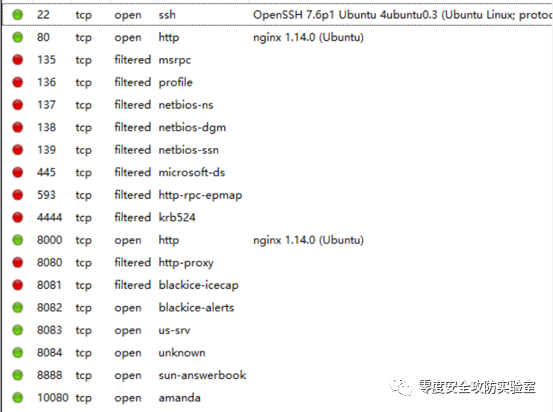 22 tcp open ssh OpenSSH 7.6p1 Ubuntu 4ubuntu0.3 (Ubuntu Linux; protoc
80 tcp open http nginx 1.14.0 (Ubuntu)
135 tcp filtered msrpc
136 tcp filtered profile
137 tcp filtered netbios-ns
138 tcp filtered netbios-dgm
139 tcp filtered netbios-ssn
445 tcp filtered microsoft-ds
593 tcp filtered http-rpc-epmap
4444 tcp filtered krb524
8000 tcp open http nginx 1.14.0 (Ubuntu)
8080 tcp filtered http-proxy
8081 tcp filtered blackice-icecap
8082 tcp open blackice-alerts
8083 tcp open us-srv
8084 tcp open unknown
8888 tcp open sun-answerbook
10080 tcp open amanda
零度安全攻防实验室